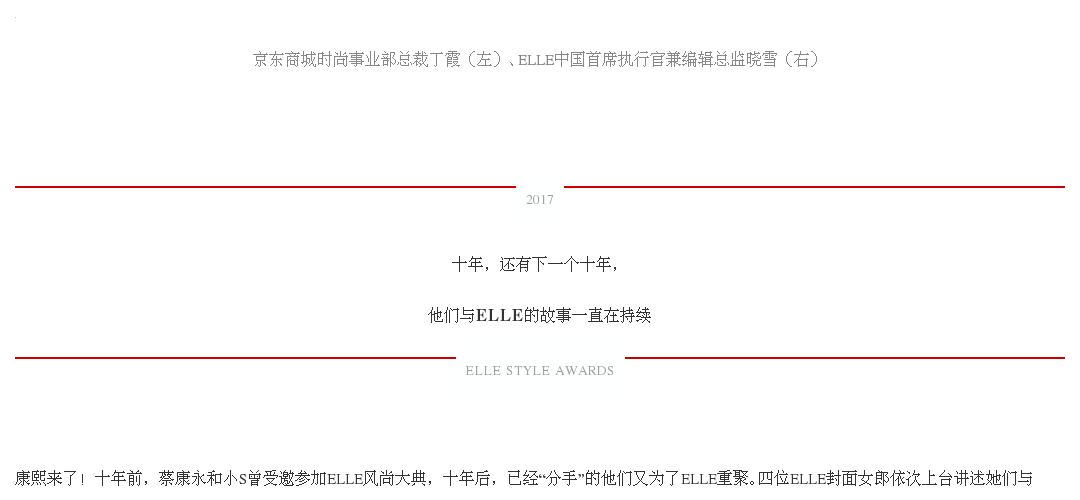 京东商城时尚事业部总裁丁霞（左）、ELLE中国首席执行官兼编辑总监晓雪（右）
2017
十年，还有下一个十年，
他们与ELLE的故事一直在持续
ELLE STYLE AWARDS
康熙来了！十年前，蔡康永和小S曾受邀参加ELLE风尚大典，十年后，已经“分手”的他们又为了ELLE重聚。四位ELLE封面女郎依次上台讲述她们与